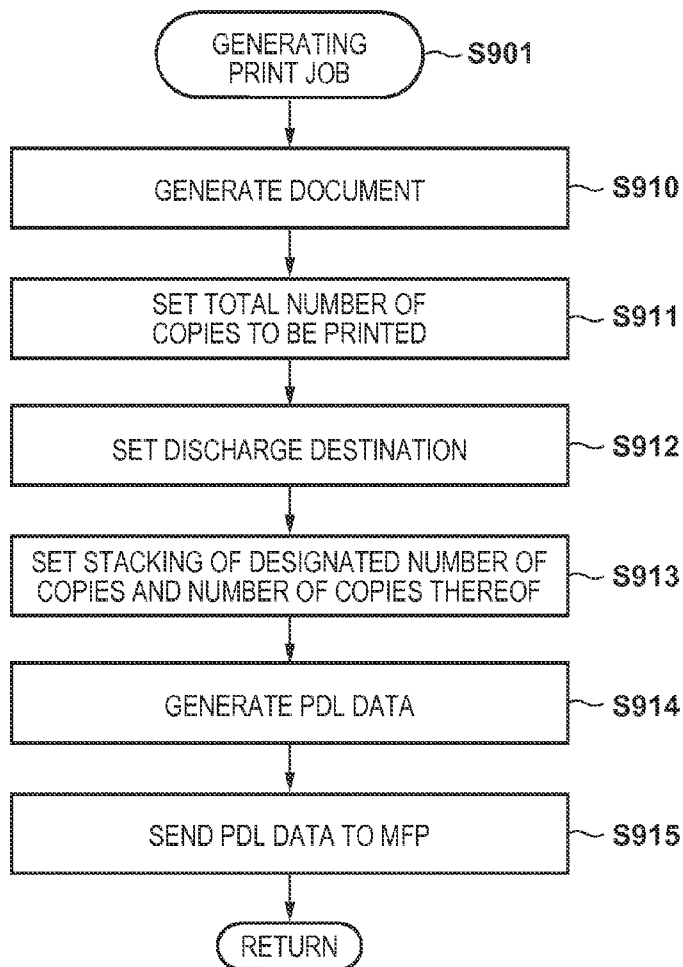 GENERATING
PRINT JOB
S901
GENERATE DOCUMENT
S910
SET TOTAL NUMBER OF
COPIES TO BE PRINTED
S911
SET DISCHARGE DESTINATION
S912
SET STACKING OF DESIGNATED NUMBER OF
COPIES AND NUMBER OF COPIES THEREOF
S913
GENERATE PDL DATA
S914
SEND PDL DATA TO MFP
S915
RETURN